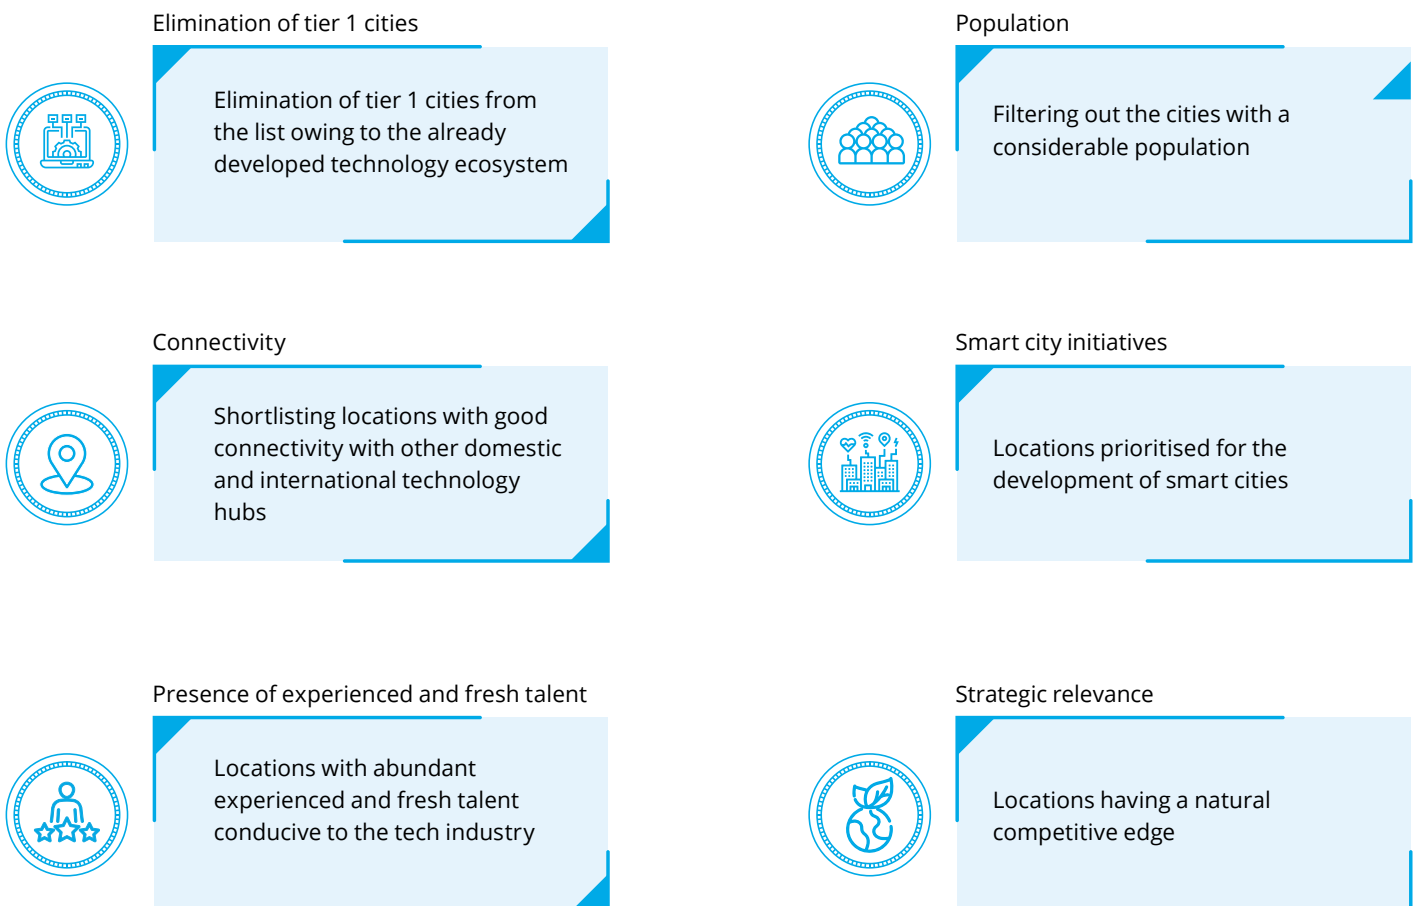 Elimination of tier 1 cities
Elimination of tier 1 cities from
the list owing to the already
developed technology ecosystem
Population
Filtering out the cities with a
considerable population
Connectivity
Shortlisting locations with good
connectivity with other domestic
and international technology
hubs
Smart city initiatives
Locations prioritised for the
development of smart cities
Presence of experienced and fresh talent
Locations with abundant
experienced and fresh talent
conducive to the tech industry
Strategic relevance
Locations having a natural
competitive edge